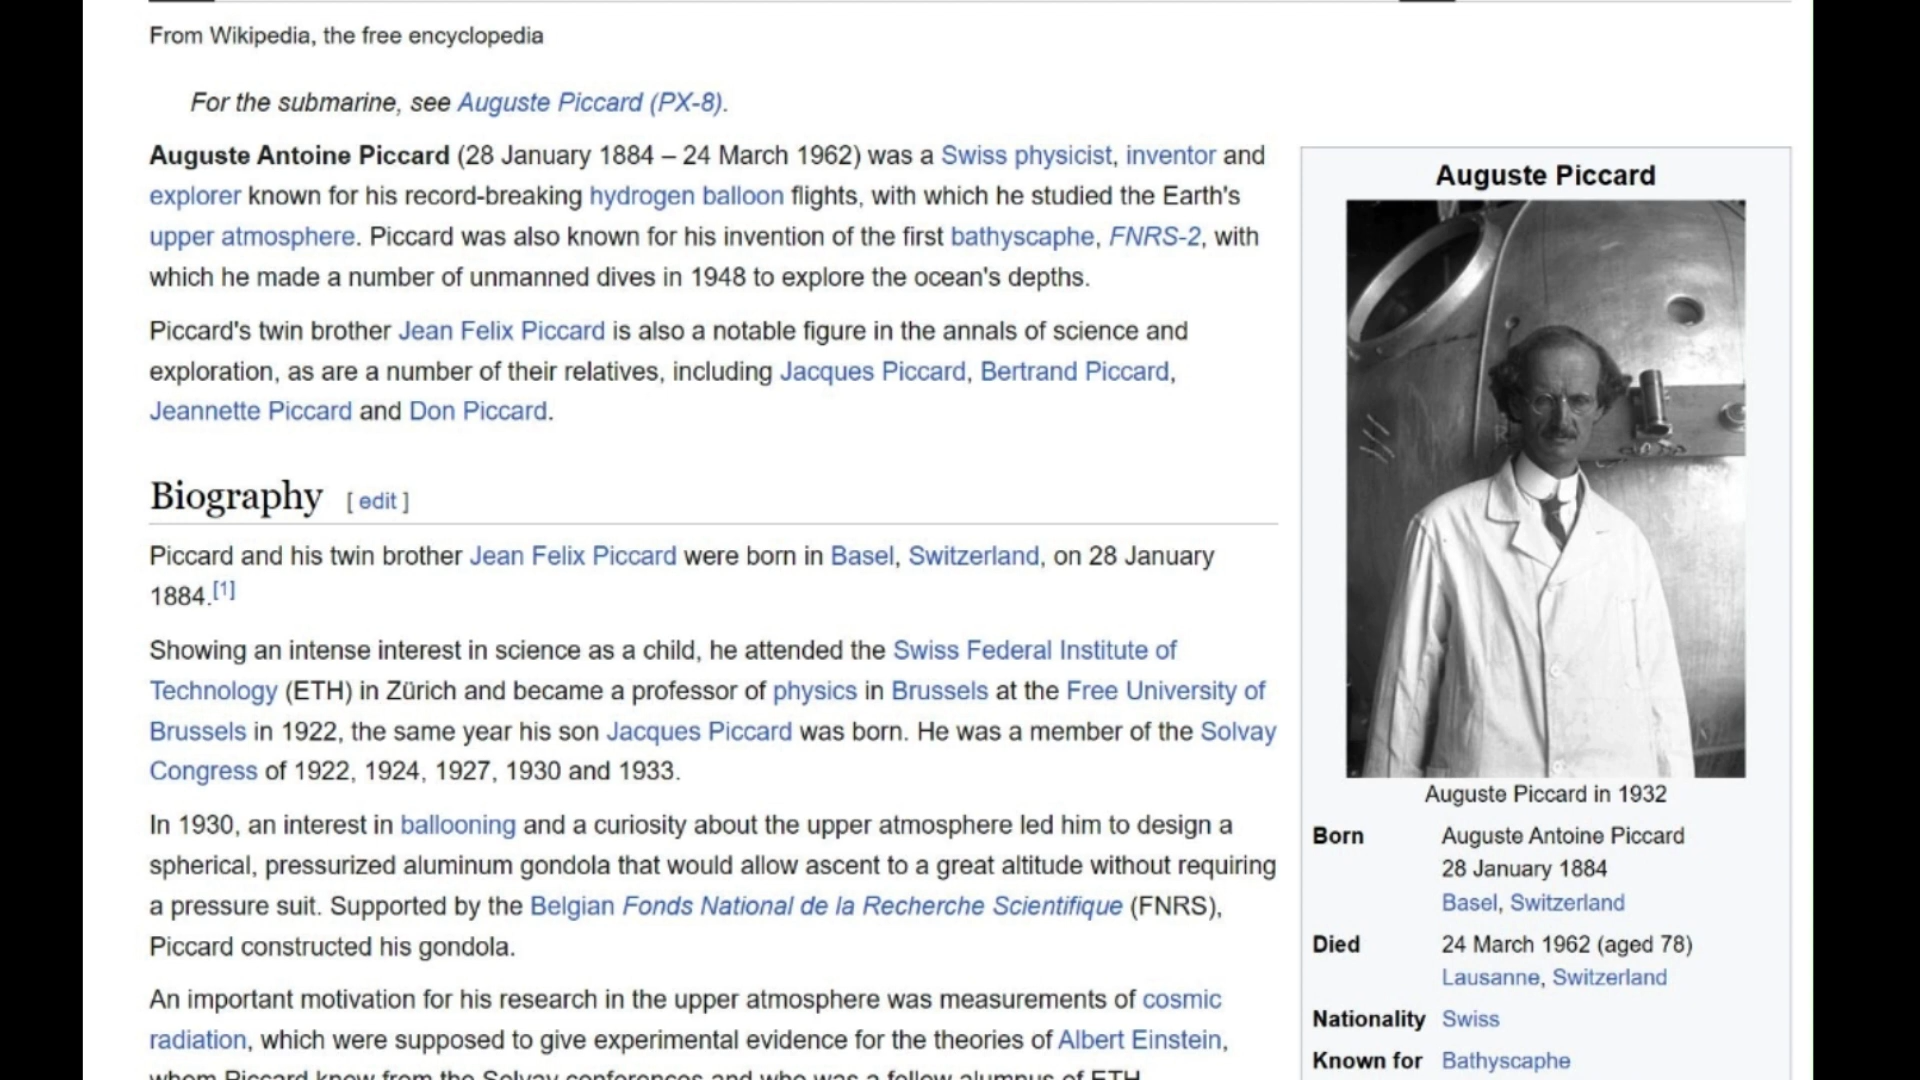 From Wikipedia, the free encyclopedia
For the submarine, see Auguste Piccard (PX-8).
Auguste Antoine Piccard (28 January 1884 – 24 March 1962) was a Swiss physicist, inventor and
explorer known for his record-breaking hydrogen balloon flights, with which he studied the Earth's
upper atmosphere. Piccard was also known for his invention of the first bathyscaphe, FNRS-2, with
which he made a number of unmanned dives in 1948 to explore the ocean's depths.
Piccard's twin brother Jean Felix Piccard is also a notable figure in the annals of science and
exploration, as are a number of their relatives, including Jacques Piccard, Bertrand Piccard,
Jeannette Piccard and Don Piccard.
Biography [ edit ]
Piccard and his twin brother Jean Felix Piccard were born in Basel, Switzerland, on 28 January
1884.[1]
Showing an intense interest in science as a child, he attended the Swiss Federal Institute of
Technology (ETH) in Zürich and became a professor of physics in Brussels at the Free University of
Brussels in 1922, the same year his son Jacques Piccard was born. He was a member of the Solvay
Congress of 1922, 1924, 1927, 1930 and 1933.
In 1930, an interest in ballooning and a curiosity about the upper atmosphere led him to design a
spherical, pressurized aluminum gondola that would allow ascent to a great altitude without requiring
a pressure suit. Supported by the Belgian Fonds National de la Recherche Scientifique (FNRS),
Piccard constructed his gondola.
An important motivation for his research in the upper atmosphere was measurements of cosmic
radiation, which were supposed to give experimental evidence for the theories of Albert Einstein,
whom Piccard knew from the Solvay conferences and who was a fellow alumnus of ETH
Auguste Piccard
Auguste Piccard in 1932
Born Auguste Antoine Piccard
28 January 1884
Basel, Switzerland
Died 24 March 1962 (aged 78)
Lausanne, Switzerland
Nationality Swiss
Known for Bathyscaphe